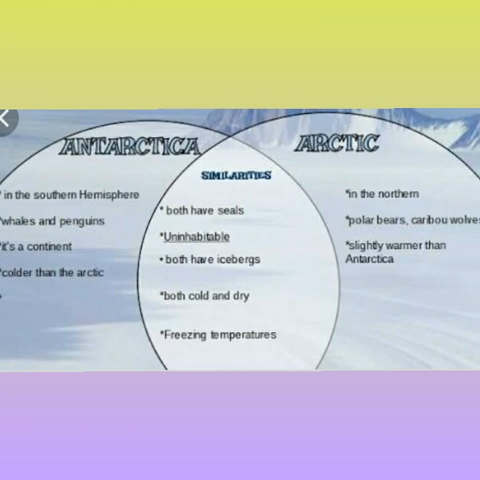 ANTARCTICA
* in the southern Hemisphere
*whales and penguins
*it's a continent
*colder than the arctic
*
SIMILARITIES
* both have seals
*Uninhabitable
• both have icebergs
*both cold and dry
*Freezing temperatures
ARCTIC
*in the northern
*polar bears, caribou wolves
*slightly warmer than
Antarctica